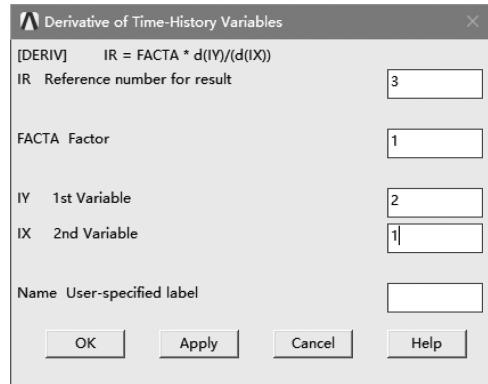 Derivative of Time-History Variables
[DERIV] IR = FACTA * d(IY)/(d(IX))
IR Reference number for result
3
FACTA Factor
1
IY 1st Variable
2
IX 2nd Variable
1
Name User-specified label
OK Apply Cancel Help